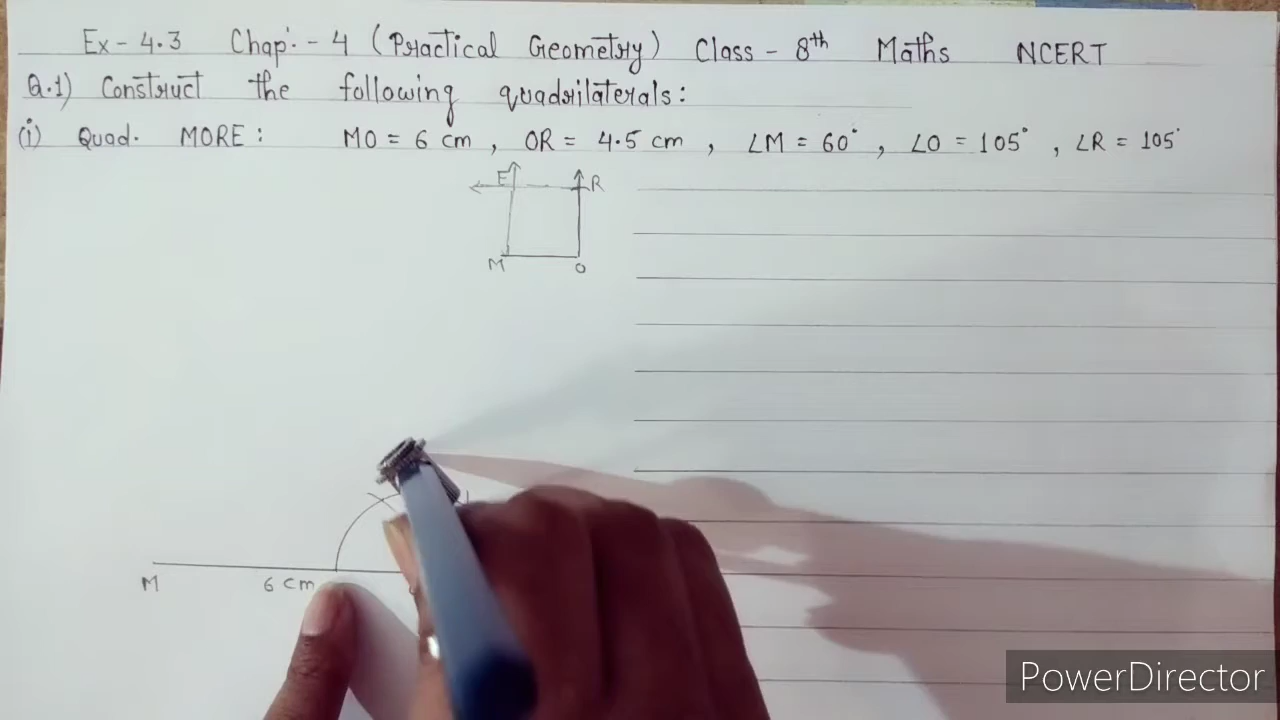 Ex - 4.3 Chap. - 4 (Practical Geometry) Class - 8th Maths NCERT
Q.1) Construct the following quadrilaterals:
(i) Quad. MORE: MO = 6 cm, OR = 4.5 cm, ∠M = 60°, ∠O = 105°, ∠R = 105°
E R
M O
M 6 cm
PowerDirector